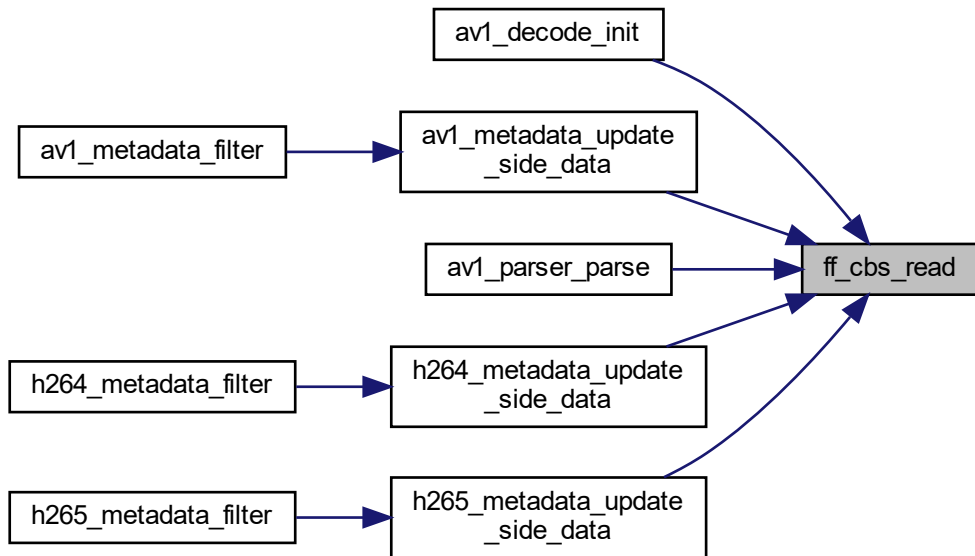 av1_decode_init
av1_metadata_filter
av1_metadata_update
_side_data
av1_parser_parse
ff_cbs_read
h264_metadata_filter
h264_metadata_update
_side_data
h265_metadata_filter
h265_metadata_update
_side_data